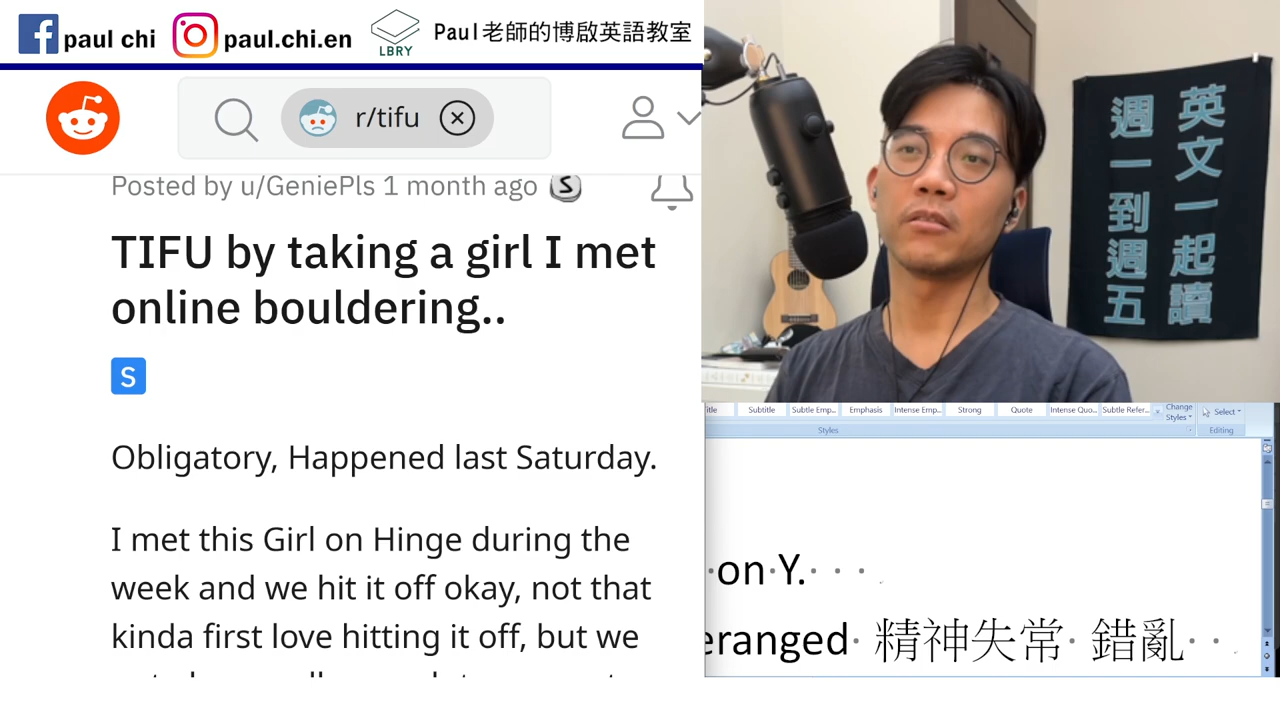 paul chi
paul.chi.en
LBRY
Paul老師的博啟英語教室
r/tifu
Posted by u/GeniePls 1 month ago
S
TIFU by taking a girl I met
online bouldering..
S
Obligatory, Happened last Saturday.
I met this Girl on Hinge during the
week and we hit it off okay, not that
kinda first love hitting it off, but we
英文一起讀
週一到週五
Subtitle
Subtle Emp...
Emphasis
Intense Emp...
Strong
Quote
Intense Quo...
Subtle Refer...
Change
Styles
Select
Styles
Editing
on Y.
eranged 精神失常 錯亂